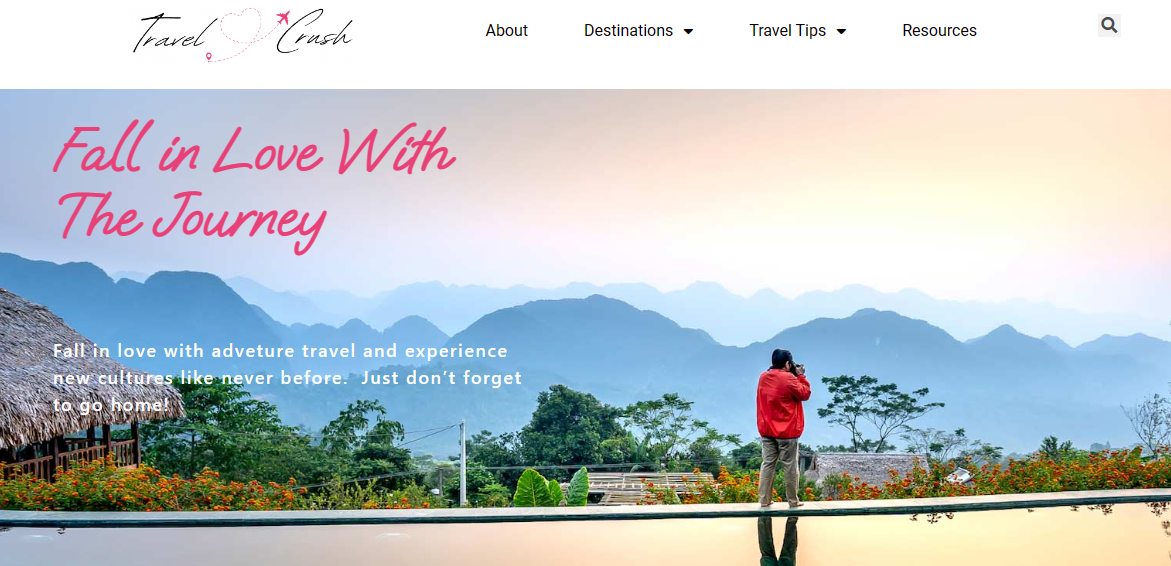 Travel Crush
About Destinations Travel Tips Resources
Fall in Love With
The Journey
Fall in love with adveture travel and experience
new cultures like never before. Just don’t forget
to go home!